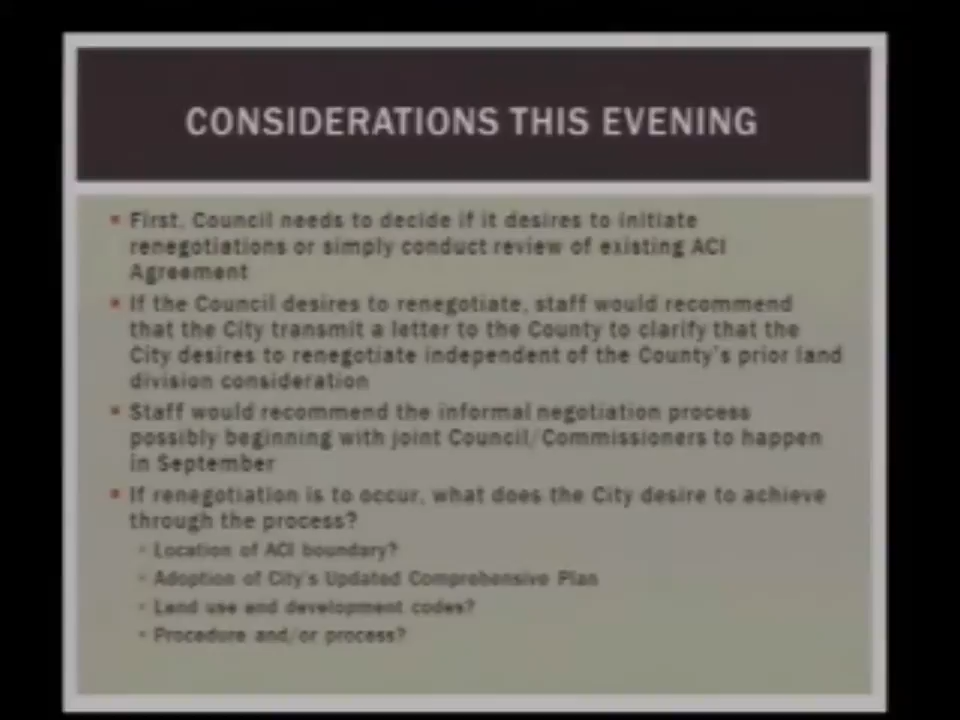 CONSIDERATIONS THIS EVENING
▪ First, Council needs to decide if it desires to initiate
renegotiations or simply conduct review of existing ACI
Agreement
▪ If the Council desires to renegotiate, staff would recommend
that the City transmit a letter to the County to clarify that the
City desires to renegotiate independent of the County's prior land
division consideration
▪ Staff would recommend the informal negotiation process
possibly beginning with joint Council/Commissioners to happen
in September
▪ If renegotiation is to occur, what does the City desire to achieve
through the process?
▪ Location of ACI boundary?
▪ Adoption of City's Updated Comprehensive Plan
▪ Land use and development codes?
▪ Procedure and/or process?